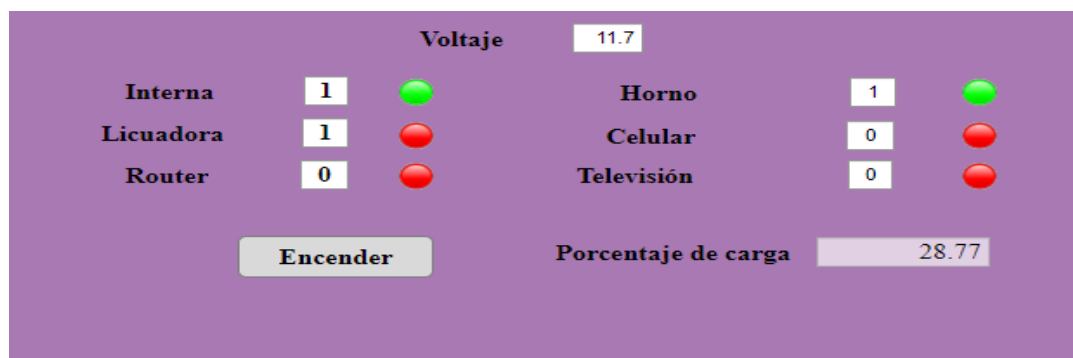 Voltaje 11.7
Interna 1 Horno 1
Licuadora 1 Celular 0
Router 0 Televisión 0
Encender Porcentaje de carga 28.77